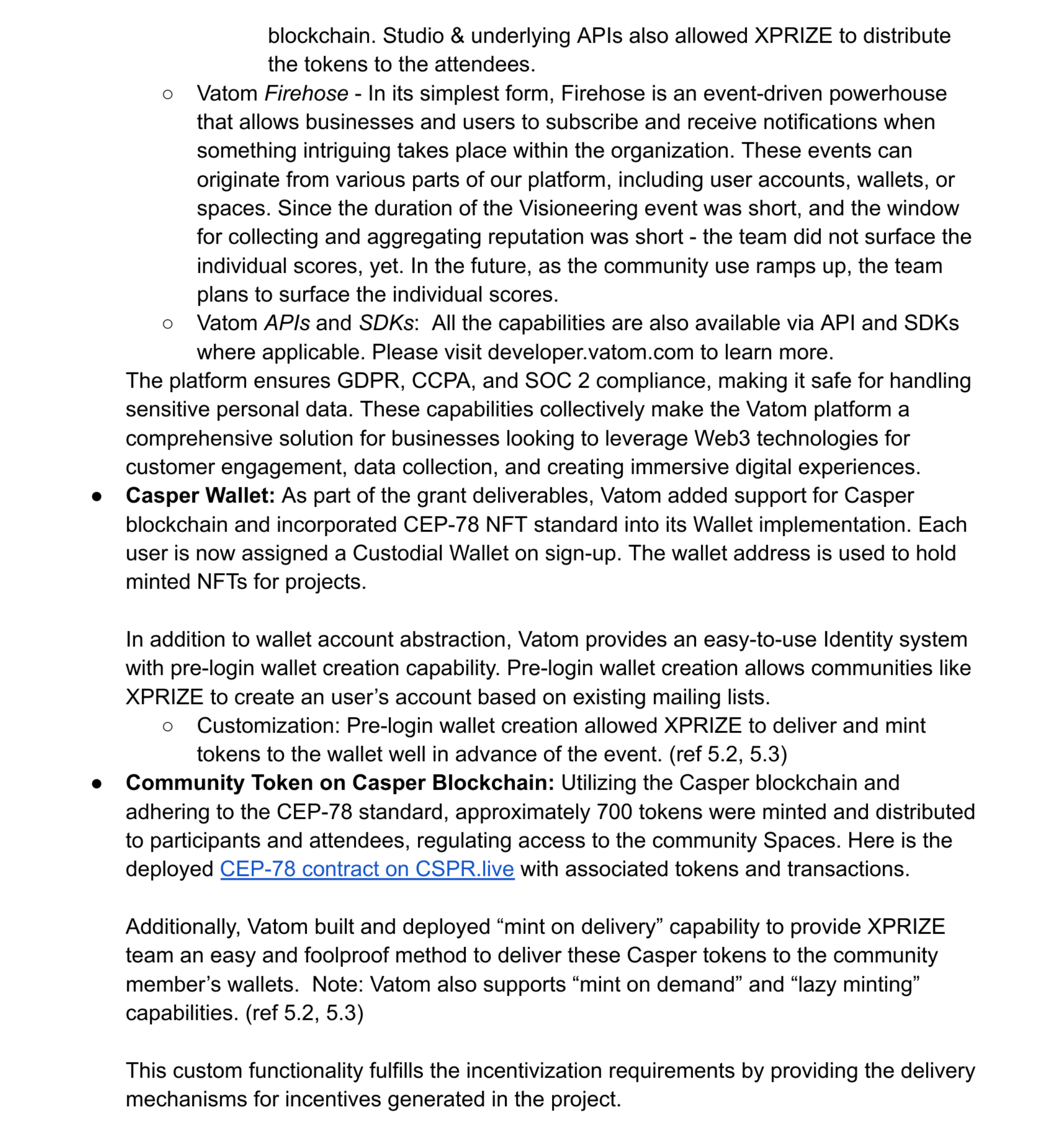 blockchain. Studio & underlying APIs also allowed XPRIZE to distribute
the tokens to the attendees.
○ Vatom Firehose - In its simplest form, Firehose is an event-driven powerhouse
that allows businesses and users to subscribe and receive notifications when
something intriguing takes place within the organization. These events can
originate from various parts of our platform, including user accounts, wallets, or
spaces. Since the duration of the Visioneering event was short, and the window
for collecting and aggregating reputation was short - the team did not surface the
individual scores, yet. In the future, as the community use ramps up, the team
plans to surface the individual scores.
○ Vatom APIs and SDKs:  All the capabilities are also available via API and SDKs
where applicable. Please visit developer.vatom.com to learn more.
The platform ensures GDPR, CCPA, and SOC 2 compliance, making it safe for handling
sensitive personal data. These capabilities collectively make the Vatom platform a
comprehensive solution for businesses looking to leverage Web3 technologies for
customer engagement, data collection, and creating immersive digital experiences.
● Casper Wallet: As part of the grant deliverables, Vatom added support for Casper
blockchain and incorporated CEP-78 NFT standard into its Wallet implementation. Each
user is now assigned a Custodial Wallet on sign-up. The wallet address is used to hold
minted NFTs for projects.
In addition to wallet account abstraction, Vatom provides an easy-to-use Identity system
with pre-login wallet creation capability. Pre-login wallet creation allows communities like
XPRIZE to create an user’s account based on existing mailing lists.
○ Customization: Pre-login wallet creation allowed XPRIZE to deliver and mint
tokens to the wallet well in advance of the event. (ref 5.2, 5.3)
● Community Token on Casper Blockchain: Utilizing the Casper blockchain and
adhering to the CEP-78 standard, approximately 700 tokens were minted and distributed
to participants and attendees, regulating access to the community Spaces. Here is the
deployed CEP-78 contract on CSPR.live with associated tokens and transactions.
Additionally, Vatom built and deployed “mint on delivery” capability to provide XPRIZE
team an easy and foolproof method to deliver these Casper tokens to the community
member’s wallets.  Note: Vatom also supports “mint on demand” and “lazy minting”
capabilities. (ref 5.2, 5.3)
This custom functionality fulfills the incentivization requirements by providing the delivery
mechanisms for incentives generated in the project.